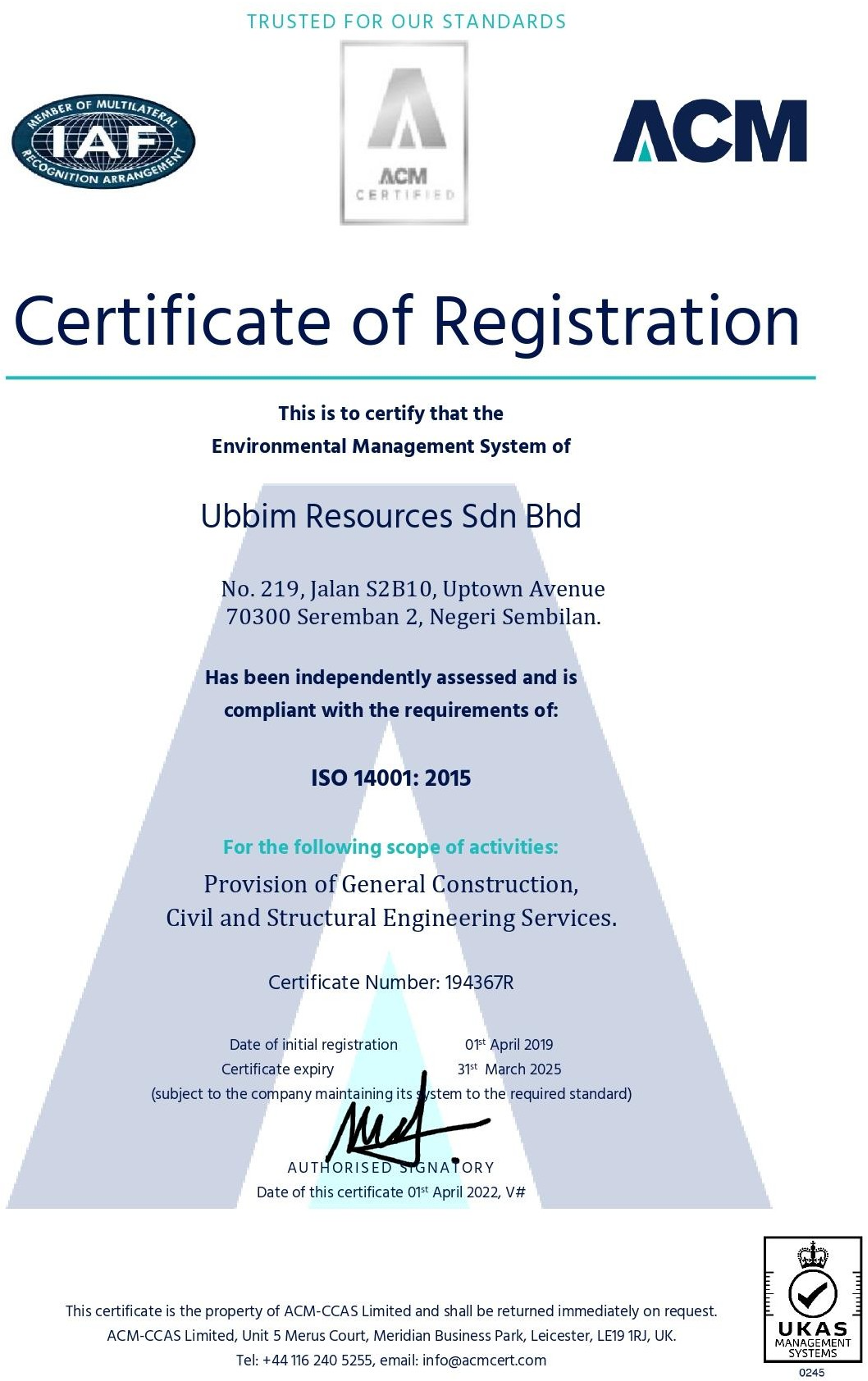 TRUSTED FOR OUR STANDARDS
MEMBER OF MULTILATERAL
IAF
RECOGNITION ARRANGEMENT
ACM
CERTIFIED
ACM
Certificate of Registration
This is to certify that the
Environmental Management System of
Ubbim Resources Sdn Bhd
No. 219, Jalan S2B10, Uptown Avenue
70300 Seremban 2, Negeri Sembilan.
Has been independently assessed and is
compliant with the requirements of:
ISO 14001: 2015
For the following scope of activities:
Provision of General Construction,
Civil and Structural Engineering Services.
Certificate Number: 194367R
Date of initial registration 01st April 2019
Certificate expiry 31st March 2025
(subject to the company maintaining its system to the required standard)
AUTHORISED SIGNATORY
Date of this certificate 01st April 2022, V#
This certificate is the property of ACM-CCAS Limited and shall be returned immediately on request.
ACM-CCAS Limited, Unit 5 Merus Court, Meridian Business Park, Leicester, LE19 1RJ, UK.
Tel: +44 116 240 5255, email: info@acmcert.com
UKAS
MANAGEMENT
SYSTEMS
0245